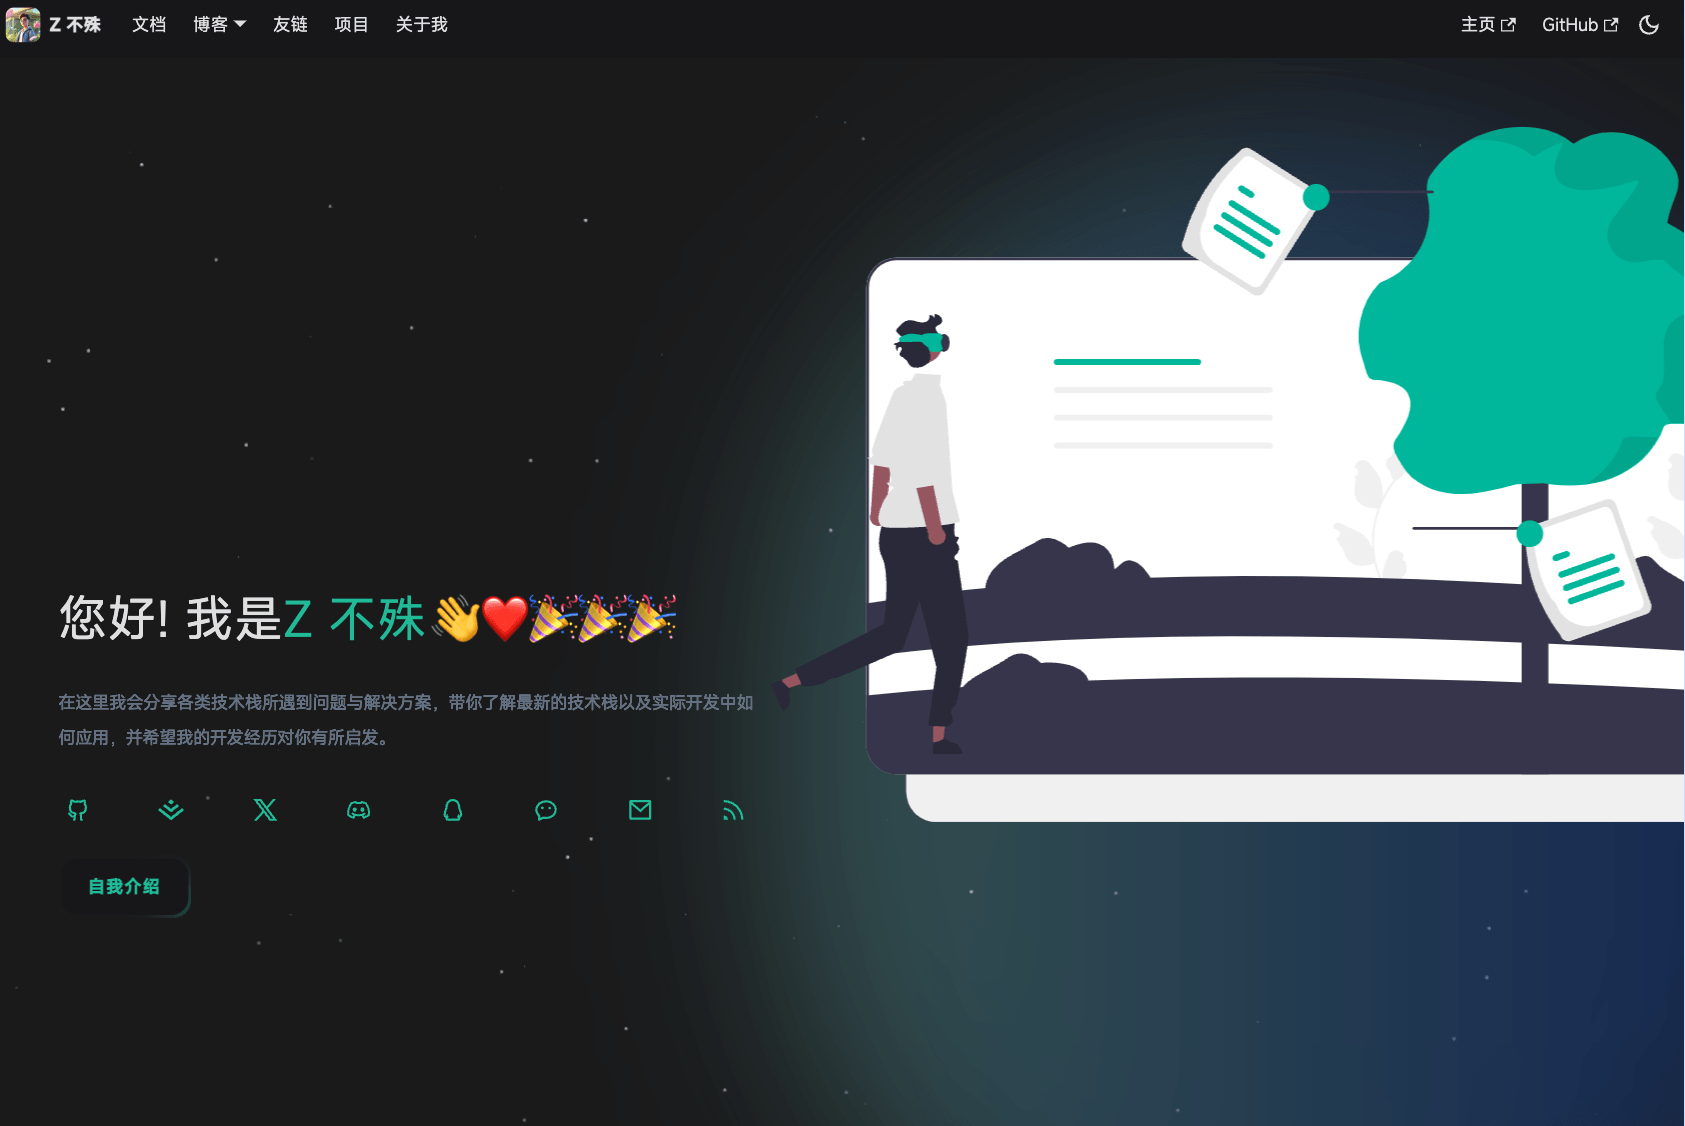 Z 不殊 文档 博客 友链 项目 关于我 主页 GitHub
您好! 我是Z 不殊👋❤️🎉🎉🎉
在这里我会分享各类技术栈所遇到问题与解决方案，带你了解最新的技术栈以及实际开发中如
何应用，并希望我的开发经历对你有所启发。
自我介绍